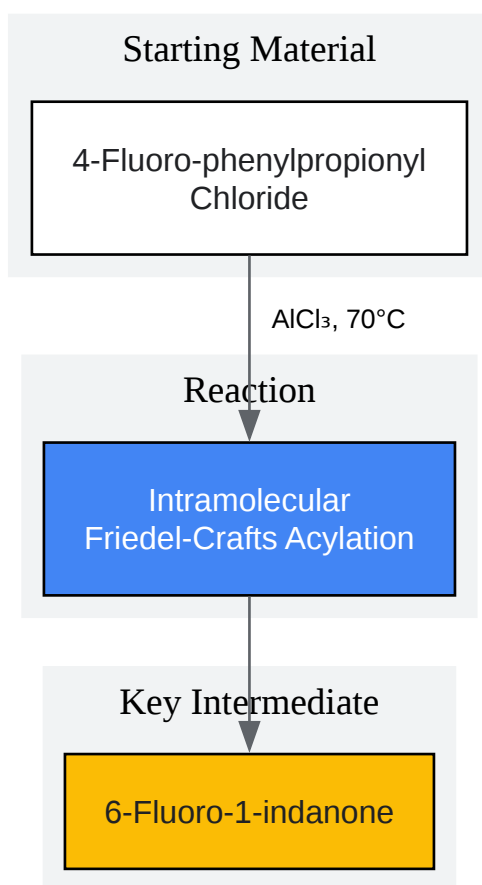 Starting Material
4-Fluoro-phenylpropionyl
Chloride
AlCl₃, 70°C
Reaction
Intramolecular
Friedel-Crafts Acylation
Key Intermediate
6-Fluoro-1-indanone